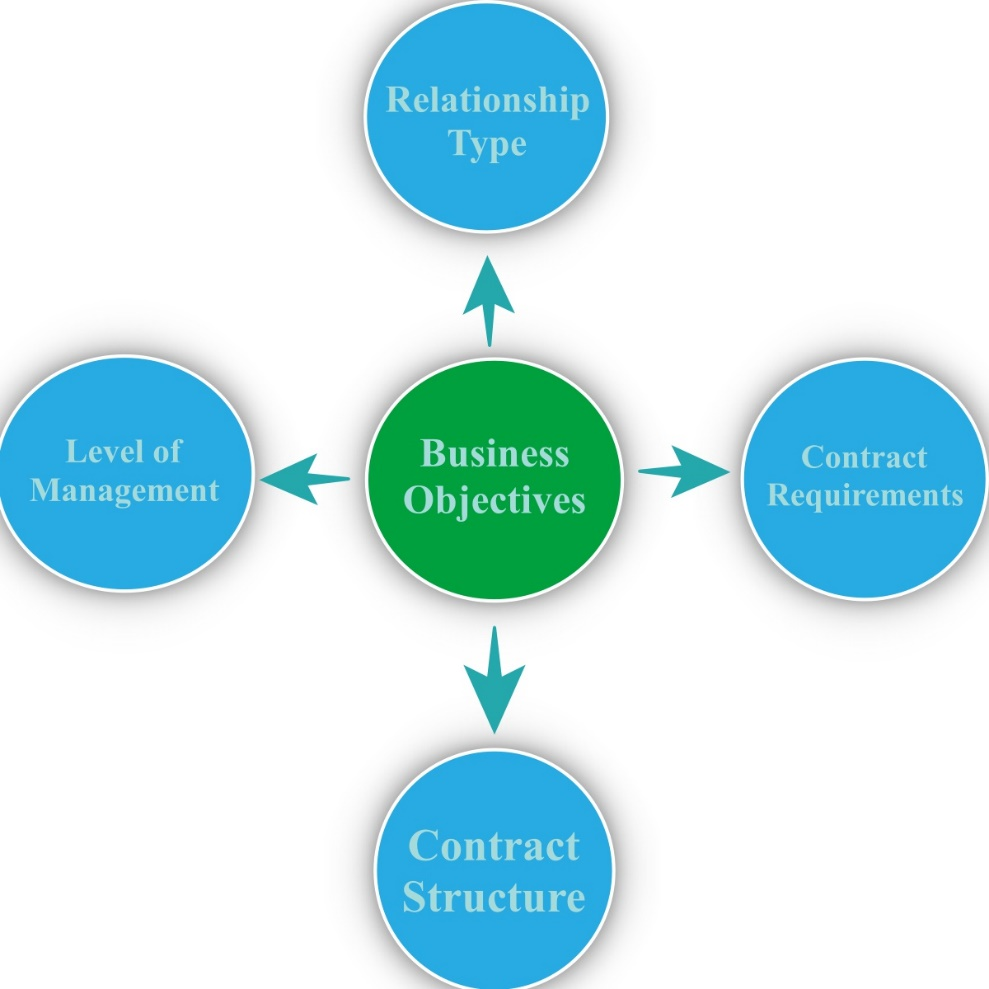 Relationship
Type
Level of
Management
Business
Objectives
Contract
Requirements
Contract
Structure